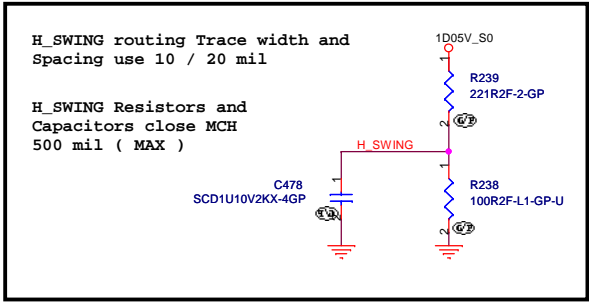 H_SWING routing Trace width and
Spacing use 10 / 20 mil
H_SWING Resistors and
Capacitors close MCH
500 mil ( MAX )
1D05V_S0
1
R239
221R2F-2-GP
2
H_SWING
1
1
C478
SCD1U10V2KX-4GP
R238
100R2F-L1-GP-U
2